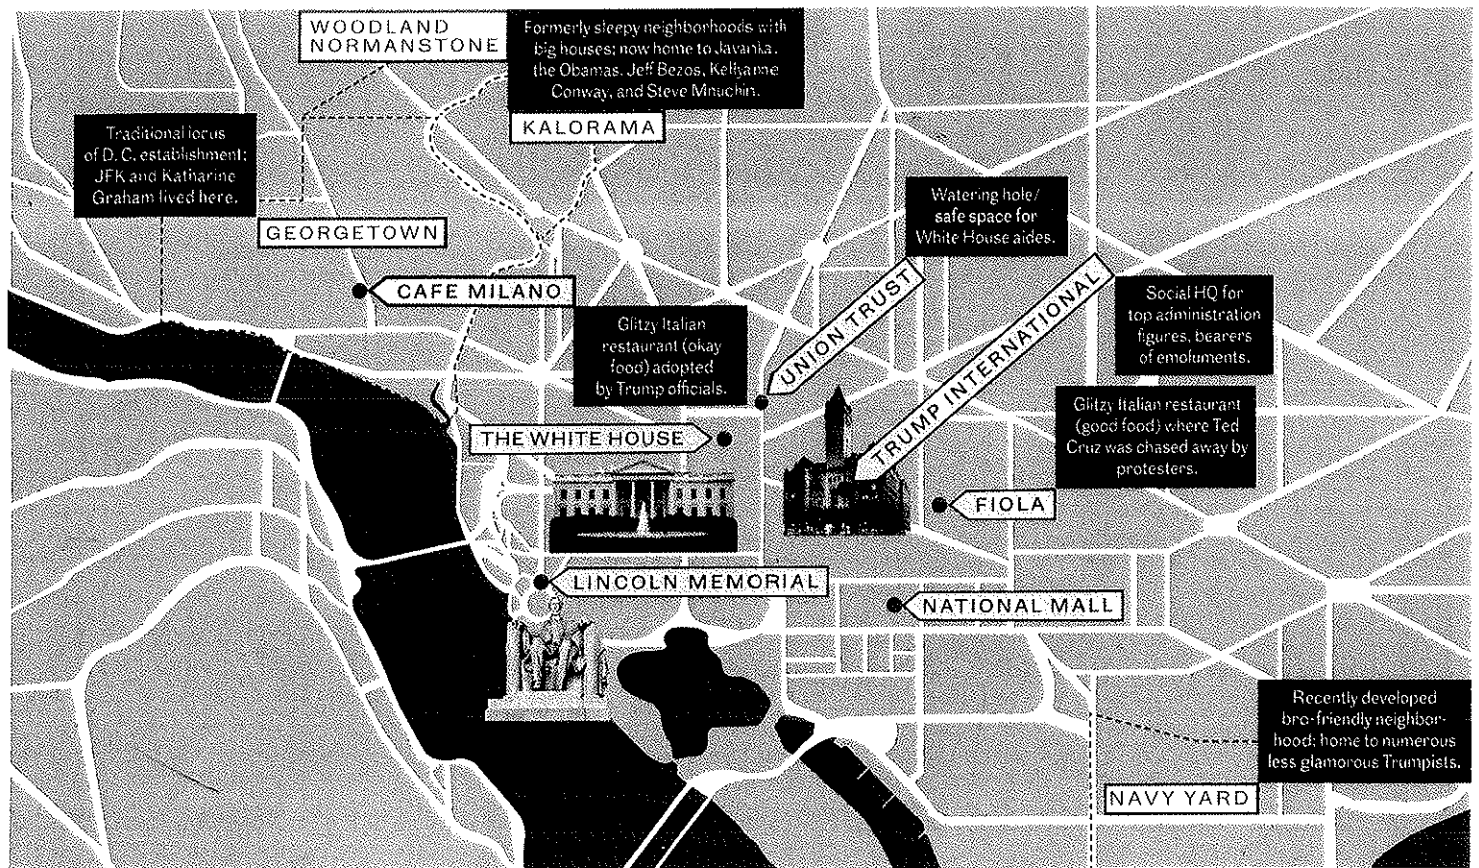 WOODLAND
NORMANSTONE
Formerly sleepy neighborhoods with
big houses; now home to Javanka,
the Obamas, Jeff Bezos, Kellyanne
Conway, and Steve Mnuchin.
KALORAMA
Traditional locus
of D. C. establishment;
JFK and Katharine
Graham lived here.
GEORGETOWN
Watering hole/
safe space for
White House aides.
UNION TRUST
CAFE MILANO
Glitzy Italian
restaurant (okay
food) adopted
by Trump officials.
TRUMP INTERNATIONAL
Social HQ for
top administration
figures, bearers
of emoluments.
Glitzy Italian restaurant
(good food) where Ted
Cruz was chased away by
protesters.
FIOLA
THE WHITE HOUSE
LINCOLN MEMORIAL
NATIONAL MALL
Recently developed
bro-friendly neighbor-
hood; home to numerous
less glamorous Trumpists.
NAVY YARD